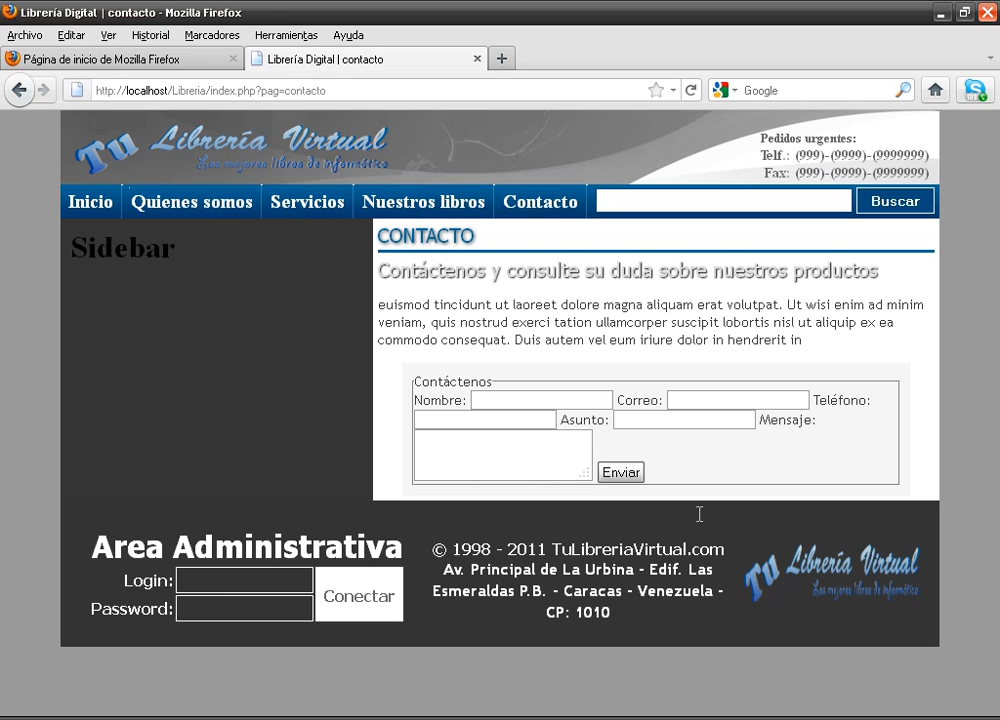 Librería Digital | contacto - Mozilla Firefox
Archivo Editar Ver Historial Marcadores Herramientas Ayuda
Página de inicio de Mozilla Firefox
Librería Digital | contacto
http://localhost/Libreria/index.php?pag=contacto
Google
Tu Librería Virtual
Los mejores libros de informática
Pedidos urgentes:
Telf.: (999)-(9999)-(9999999)
Fax: (999)-(9999)-(9999999)
Inicio Quienes somos Servicios Nuestros libros Contacto Buscar
Sidebar
CONTACTO
Contáctenos y consulte su duda sobre nuestros productos
euismod tincidunt ut laoreet dolore magna aliquam erat volutpat. Ut wisi enim ad minim
veniam, quis nostrud exerci tation ullamcorper suscipit lobortis nisl ut aliquip ex ea
commodo consequat. Duis autem vel eum iriure dolor in hendrerit in
Contáctenos
Nombre: Correo: Teléfono:
Asunto: Mensaje:
Enviar
Area Administrativa
Login:
Password:
Conectar
© 1998 - 2011 TuLibreriaVirtual.com
Av. Principal de La Urbina - Edif. Las
Esmeraldas P.B. - Caracas - Venezuela -
CP: 1010
Tu Librería Virtual
Los mejores libros de informática